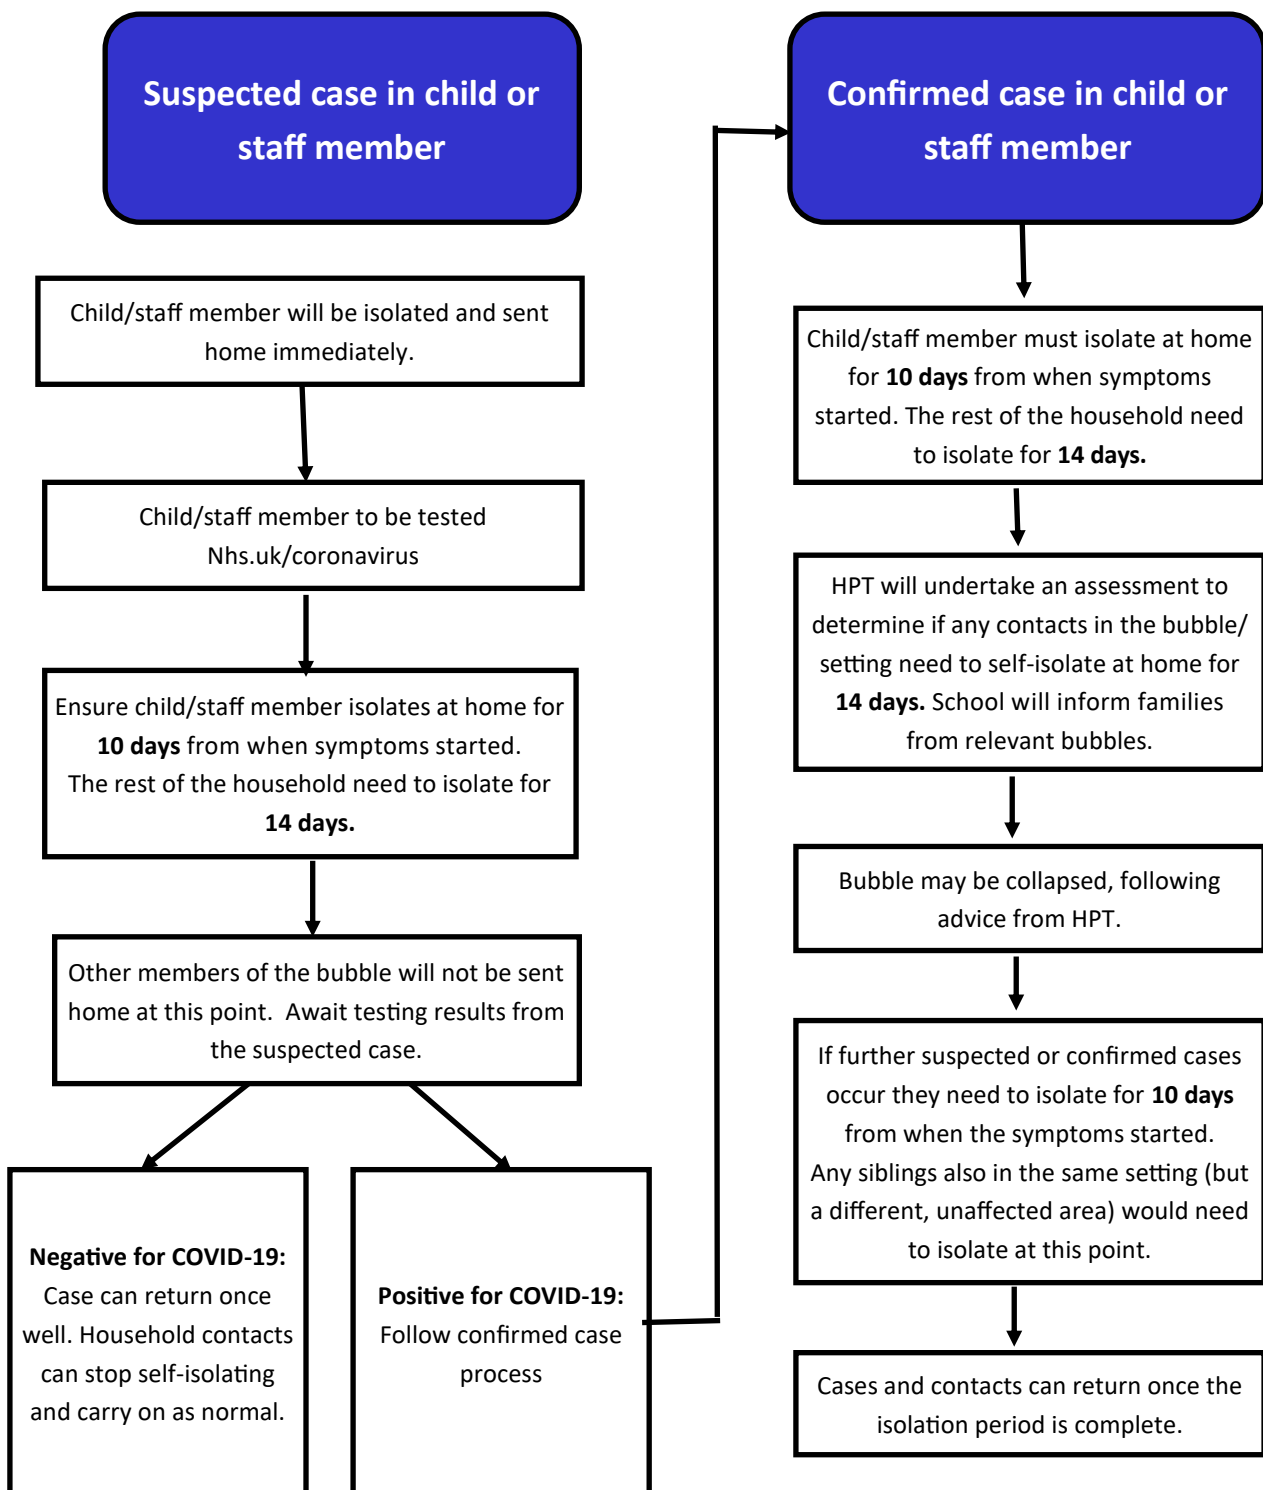 Suspected case in child or
staff member
Child/staff member will be isolated and sent
home immediately.
Child/staff member to be tested
Nhs.uk/coronavirus
Ensure child/staff member isolates at home for
10 days from when symptoms started.
The rest of the household need to isolate for
14 days.
Other members of the bubble will not be sent
home at this point.  Await testing results from
the suspected case.
Negative for COVID-19:
Case can return once
well. Household contacts
can stop self-isolating
and carry on as normal.
Positive for COVID-19:
Follow confirmed case
process
Confirmed case in child or
staff member
Child/staff member must isolate at home
for 10 days from when symptoms
started. The rest of the household need
to isolate for 14 days.
HPT will undertake an assessment to
determine if any contacts in the bubble/
setting need to self-isolate at home for
14 days. School will inform families
from relevant bubbles.
Bubble may be collapsed, following
advice from HPT.
If further suspected or confirmed cases
occur they need to isolate for 10 days
from when the symptoms started.
Any siblings also in the same setting (but
a different, unaffected area) would need
to isolate at this point.
Cases and contacts can return once the
isolation period is complete.